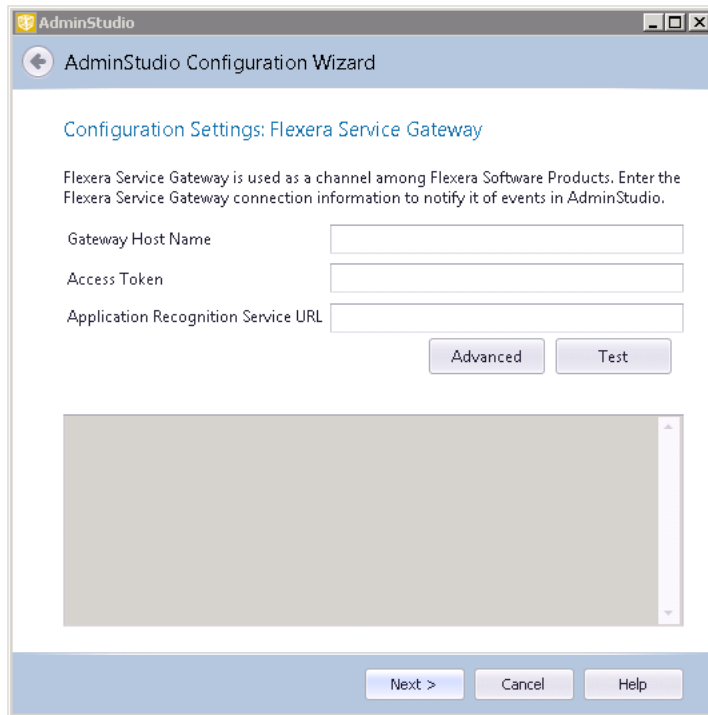 AdminStudio
AdminStudio Configuration Wizard
Configuration Settings: Flexera Service Gateway
Flexera Service Gateway is used as a channel among Flexera Software Products. Enter the
Flexera Service Gateway connection information to notify it of events in AdminStudio.
Gateway Host Name
Access Token
Application Recognition Service URL
Advanced
Test
Next >
Cancel
Help